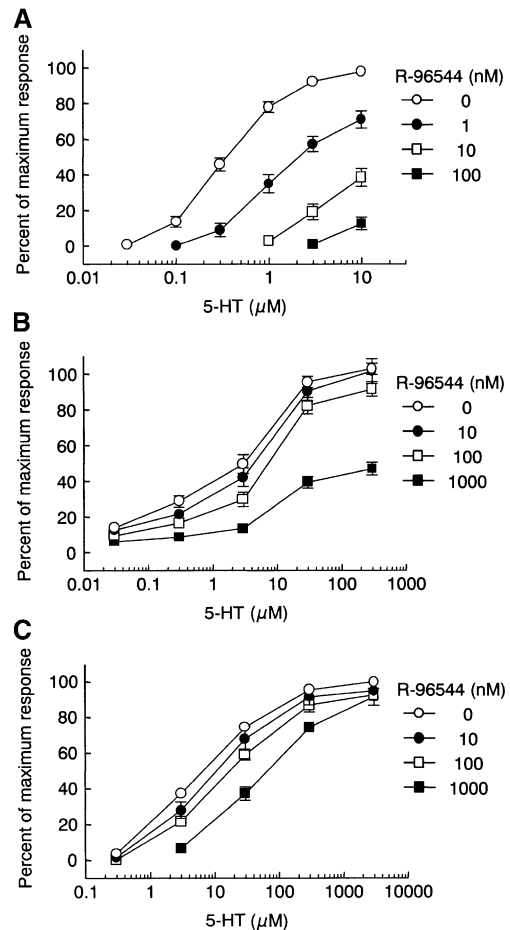 A
Percent of maximum response
100
80
60
40
20
0
0.01 0.1 1 10
5-HT (μM)
R-96544 (nM)
0
1
10
100
B
Percent of maximum response
100
80
60
40
20
0
0.01 0.1 1 10 100 1000
5-HT (μM)
R-96544 (nM)
0
10
100
1000
C
Percent of maximum response
100
80
60
40
20
0
0.1 1 10 100 1000 10000
5-HT (μM)
R-96544 (nM)
0
10
100
1000